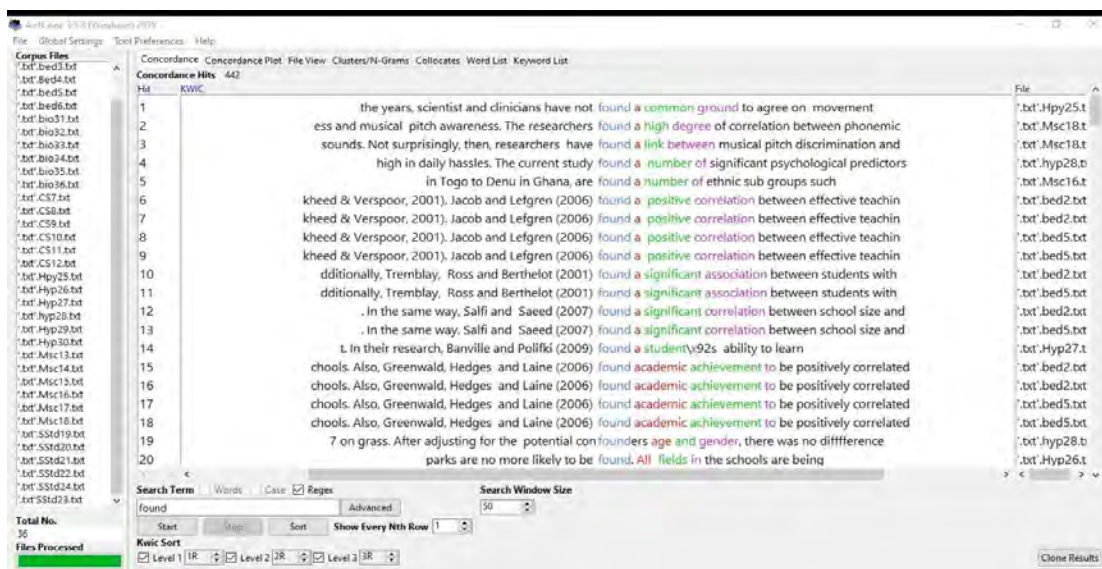 AntConc 3.5.8 (Windows) 2019
File Global Settings Tool Preferences Help
Corpus Files
'.txt'.bed3.txt
'.txt'.Bed4.txt
'.txt'.bed5.txt
'.txt'.bed6.txt
'.txt'.bio31.txt
'.txt'.bio32.txt
'.txt'.bio33.txt
'.txt'.bio34.txt
'.txt'.bio35.txt
'.txt'.bio36.txt
'.txt'.CS7.txt
'.txt'.CS8.txt
'.txt'.CS9.txt
'.txt'.CS10.txt
'.txt'.CS11.txt
'.txt'.CS12.txt
'.txt'.Hpy25.txt
'.txt'.Hyp26.txt
'.txt'.Hyp27.txt
'.txt'.hyp28.txt
'.txt'.Hyp29.txt
'.txt'.Hyp30.txt
'.txt'.Msc13.txt
'.txt'.Msc14.txt
'.txt'.Msc15.txt
'.txt'.Msc16.txt
'.txt'.Msc17.txt
'.txt'.Msc18.txt
'.txt'.SStd19.txt
'.txt'.SStd20.txt
'.txt'.SStd21.txt
'.txt'.SStd22.txt
'.txt'.SStd24.txt
'.txt'SStd23.txt
Total No.
36
Files Processed
Concordance Concordance Plot File View Clusters/N-Grams Collocates Word List Keyword List
Concordance Hits 442
Hit KWIC File
1 the years, scientist and clinicians have not found a common ground to agree on movement '.txt'.Hpy25.t
2 ess and musical pitch awareness. The researchers found a high degree of correlation between phonemic '.txt'.Msc18.t
3 sounds. Not surprisingly, then, researchers have found a link between musical pitch discrimination and '.txt'.Msc18.t
4 high in daily hassles. The current study found a number of significant psychological predictors '.txt'.hyp28.t
5 in Togo to Denu in Ghana, are found a number of ethnic sub groups such '.txt'.Msc16.t
6 kheed & Verspoor, 2001). Jacob and Lefgren (2006) found a positive correlation between effective teachin '.txt'.bed2.txt
7 kheed & Verspoor, 2001). Jacob and Lefgren (2006) found a positive correlation between effective teachin '.txt'.bed2.txt
8 kheed & Verspoor, 2001). Jacob and Lefgren (2006) found a positive correlation between effective teachin '.txt'.bed5.txt
9 kheed & Verspoor, 2001). Jacob and Lefgren (2006) found a positive correlation between effective teachin '.txt'.bed5.txt
10 dditionally, Tremblay, Ross and Berthelot (2001) found a significant association between students with '.txt'.bed2.txt
11 dditionally, Tremblay, Ross and Berthelot (2001) found a significant association between students with '.txt'.bed5.txt
12 . In the same way, Salfi and Saeed (2007) found a significant correlation between school size and '.txt'.bed2.txt
13 . In the same way, Salfi and Saeed (2007) found a significant correlation between school size and '.txt'.bed5.txt
14 t. In their research, Banville and Polifki (2009) found a student\x92s ability to learn '.txt'.Hyp27.t
15 chools. Also, Greenwald, Hedges and Laine (2006) found academic achievement to be positively correlated '.txt'.bed2.txt
16 chools. Also, Greenwald, Hedges and Laine (2006) found academic achievement to be positively correlated '.txt'.bed2.txt
17 chools. Also, Greenwald, Hedges and Laine (2006) found academic achievement to be positively correlated '.txt'.bed5.txt
18 chools. Also, Greenwald, Hedges and Laine (2006) found academic achievement to be positively correlated '.txt'.bed5.txt
19 7 on grass. After adjusting for the potential confounders age and gender, there was no diffference '.txt'.hyp28.t
20 parks are no more likely to be found. All fields in the schools are being '.txt'.Hyp26.t
Search Term Words Case Regex Search Window Size
found Advanced 50
Start Stop Sort Show Every Nth Row 1
Kwic Sort
Level 1 1R Level 2 2R Level 3 3R Clone Results